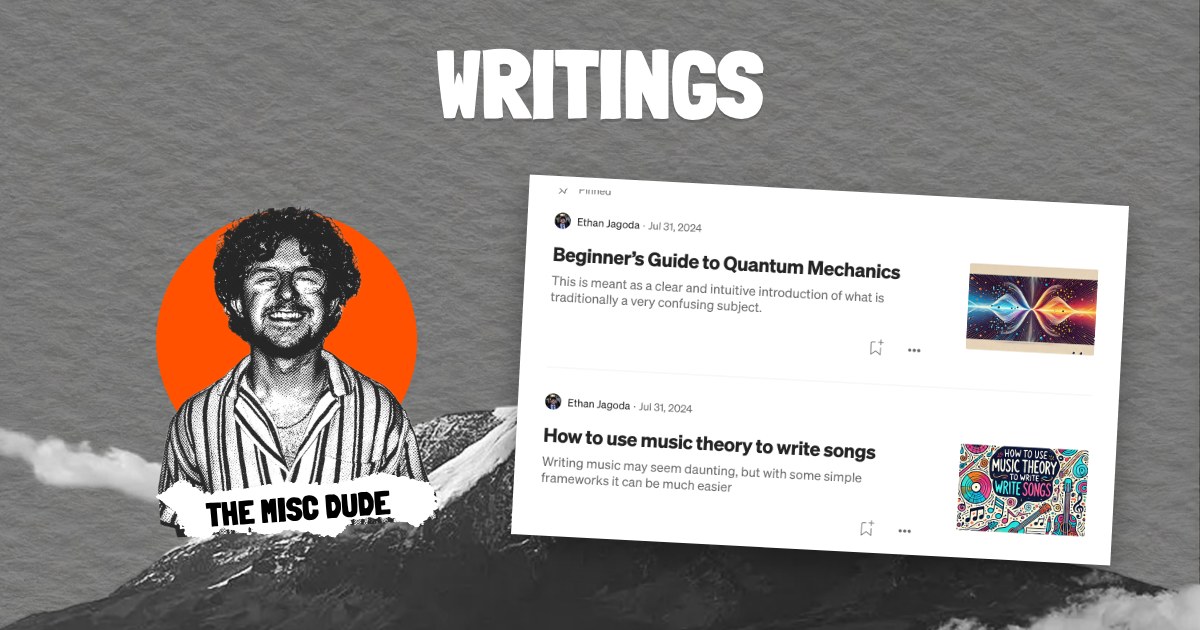 WRITINGS
THE MISC DUDE
Pinned
Ethan Jagoda · Jul 31, 2024
Beginner’s Guide to Quantum Mechanics
This is meant as a clear and intuitive introduction of what is
traditionally a very confusing subject.
Ethan Jagoda · Jul 31, 2024
How to use music theory to write songs
Writing music may seem daunting, but with some simple
frameworks it can be much easier
HOW TO USE
MUSIC THEORY
TO WRITE
WRITE SONGS